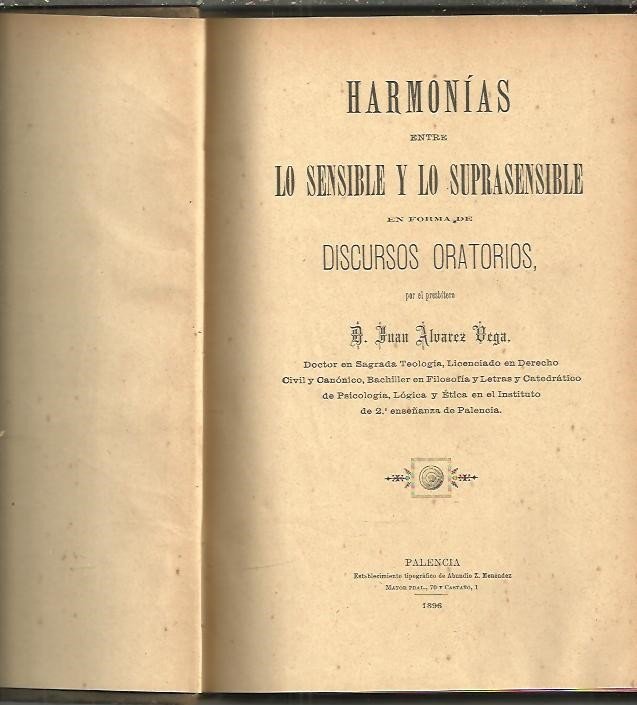 HARMONÍAS
ENTRE
LO SENSIBLE Y LO SUPRASENSIBLE
EN FORMA DE
DISCURSOS ORATORIOS,
por el presbítero
D. Juan Álvarez Vega.
Doctor en Sagrada Teología, Licenciado en Derecho
Civil y Canónico, Bachiller en Filosofía y Letras y Catedrático
de Psicología, Lógica y Ética en el Instituto
de 2.ª enseñanza de Palencia.
PALENCIA
Establecimiento tipográfico de Abundio Z. Menéndez
MAYOR PRAL., 70 Y CASTAÑO, 1
1896